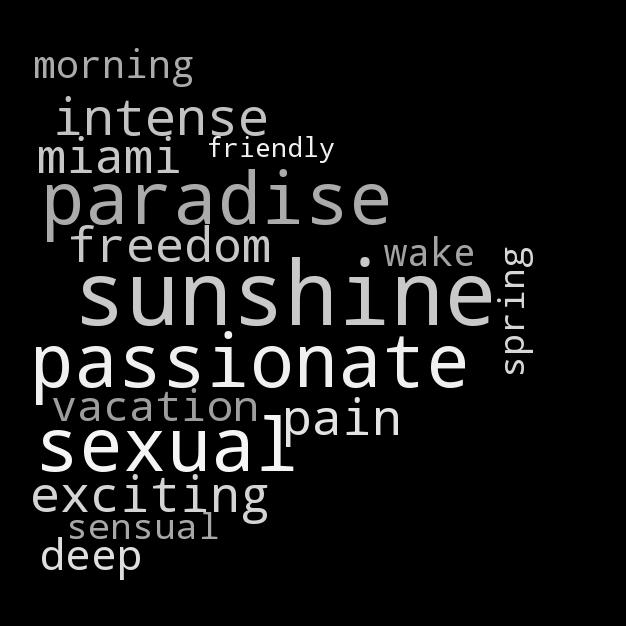 morning
intense
friendly
miami
paradise
freedom
wake
spring
sunshine
passionate
vacation
pain
sexual
exciting
sensual
deep